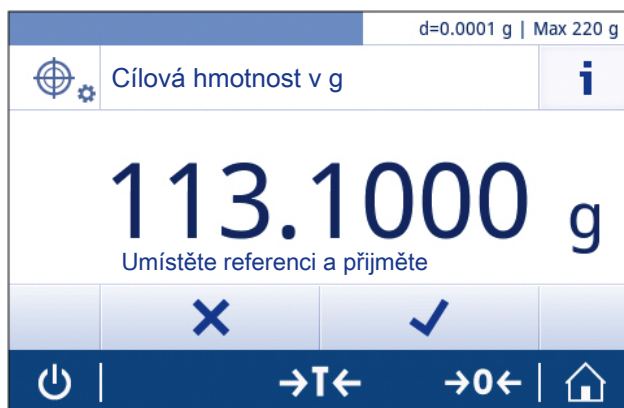 d=0.0001 g | Max 220 g
Cílová hmotnost v g
i
113.1000 g
Umístěte referenci a přijměte
→T← →0←